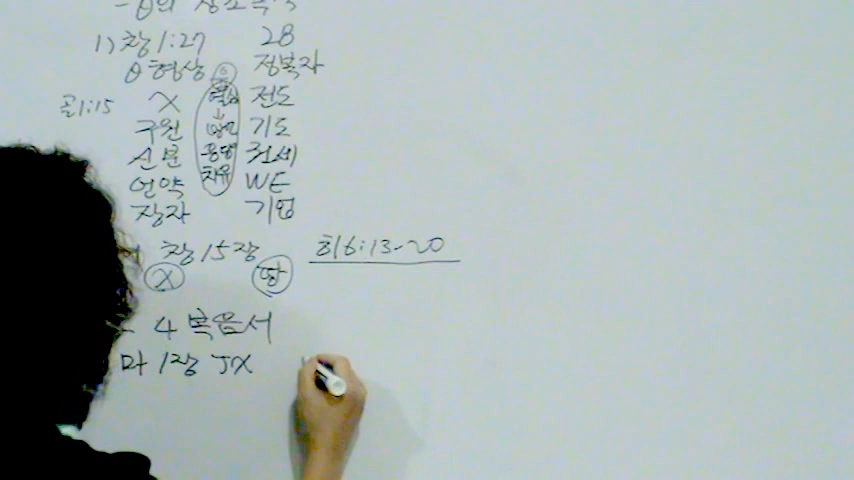 1) 창 1:27 28
θ형상 정복자
골1:15 X 전도
구원 기도
신분 권세
언약 WE
장자 기업
창 15장 히6:13-20
X 땅
4 복음서
마 1장 JX